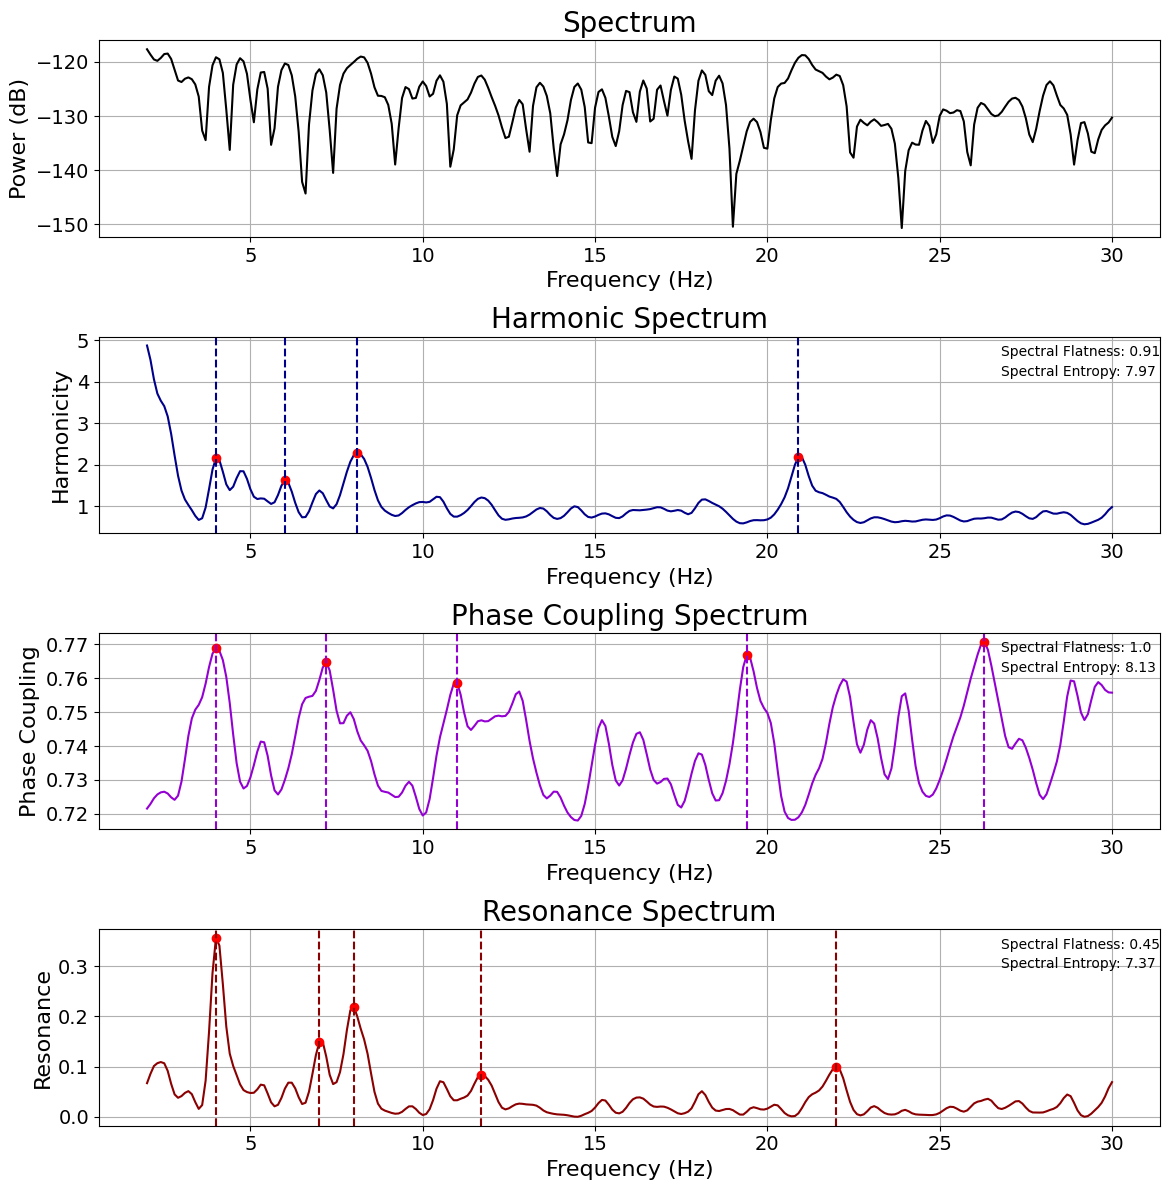 Spectrum
Power (dB)
−120
−130
−140
−150
5 10 15 20 25 30
Frequency (Hz)
Harmonic Spectrum
Harmonicity
5
4
3
2
1
Spectral Flatness: 0.91
Spectral Entropy: 7.97
5 10 15 20 25 30
Frequency (Hz)
Phase Coupling Spectrum
Phase Coupling
0.77
0.76
0.75
0.74
0.73
0.72
Spectral Flatness: 1.0
Spectral Entropy: 8.13
5 10 15 20 25 30
Frequency (Hz)
Resonance Spectrum
Resonance
0.3
0.2
0.1
0.0
Spectral Flatness: 0.45
Spectral Entropy: 7.37
5 10 15 20 25 30
Frequency (Hz)